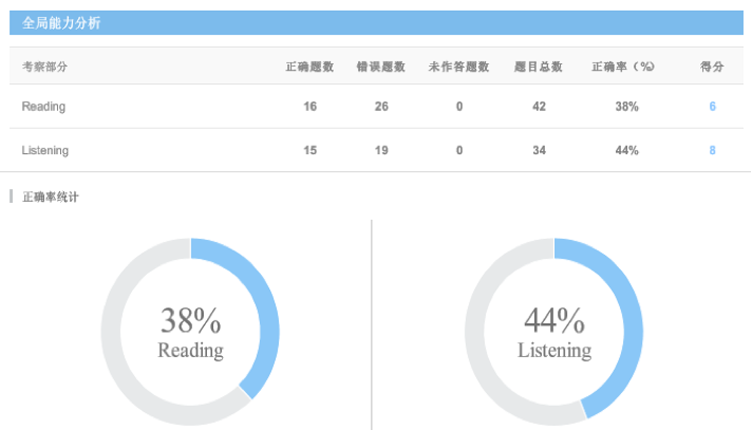 全局能力分析
考察部分 正确题数 错误题数 未作答题数 题目总数 正确率（%） 得分
Reading 16 26 0 42 38% 6
Listening 15 19 0 34 44% 8
正确率统计
38% 44%
Reading Listening